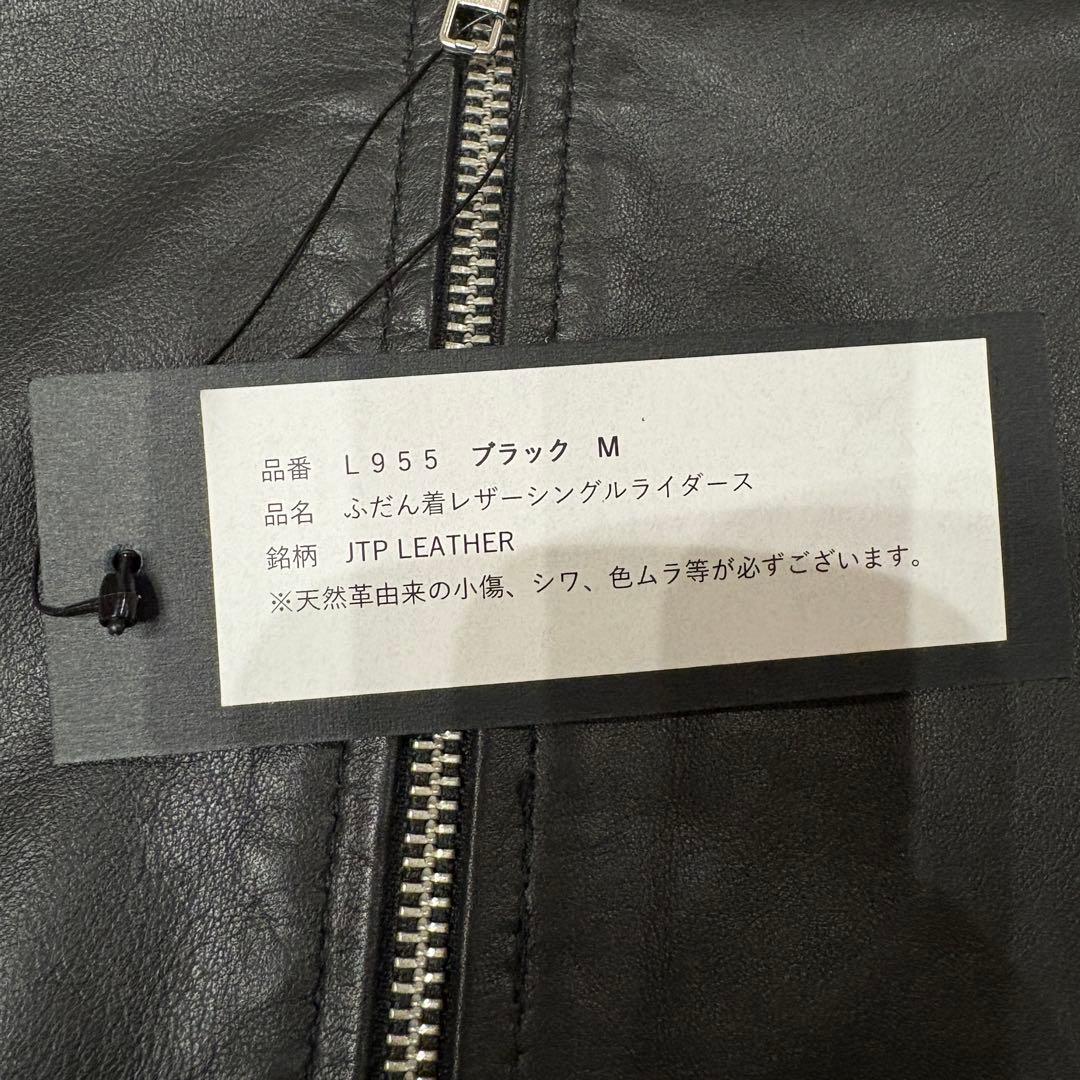 品番 L955 ブラック M
品名 ふだん着レザーシングルライダース
銘柄 JTP LEATHER
※天然革由来の小傷、シワ、色ムラ等が必ずございます。